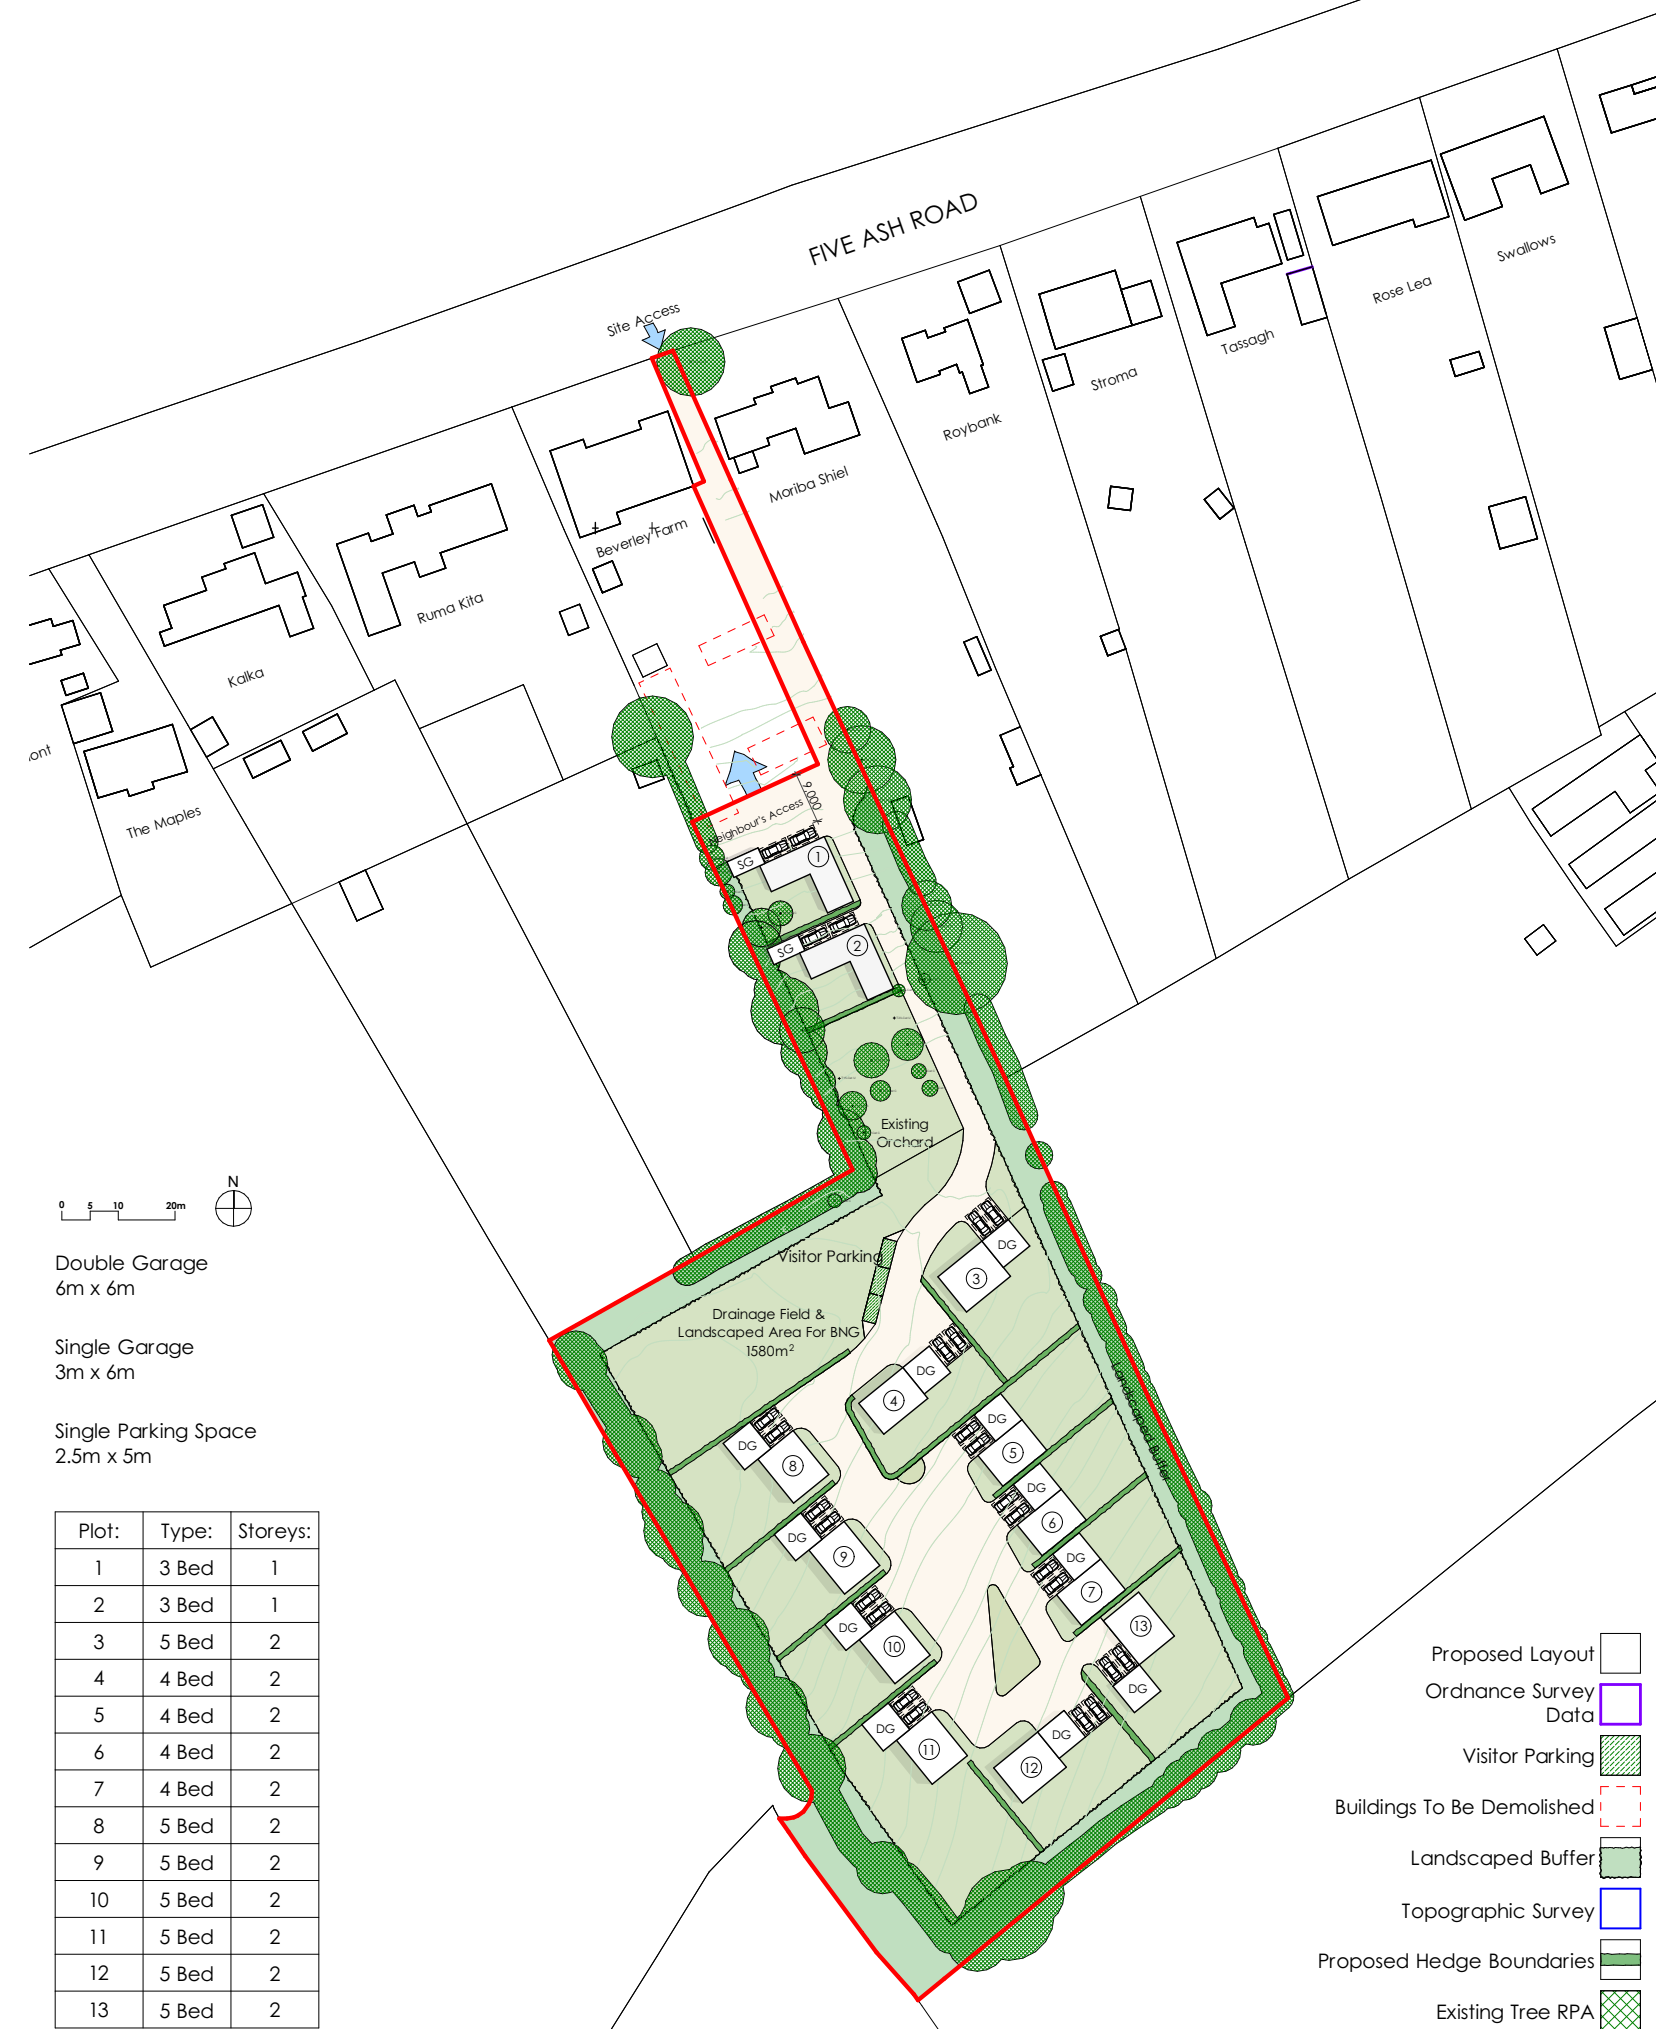 FIVE ASH ROAD
Site Access
Swallows
Rose Lea
Tassagh
Stroma
Roybank
Moriba Shiel
Beverley Farm
Ruma Kita
Kalka
The Maples
ont
9.000
Neighbour's Access
SG
1
SG
2
Existing
Orchard
Visitor Parking
DG
3
Drainage Field &
Landscaped Area For BNG
1580m²
DG
4
Landscaped Buffer
DG
5
DG
8
DG
6
DG
9
DG
7
DG
10
13
DG
DG
11
DG
12
0 5 10 20m
N
Double Garage
6m x 6m
Single Garage
3m x 6m
Single Parking Space
2.5m x 5m
Plot: Type: Storeys:
1 3 Bed 1
2 3 Bed 1
3 5 Bed 2
4 4 Bed 2
5 4 Bed 2
6 4 Bed 2
7 4 Bed 2
8 5 Bed 2
9 5 Bed 2
10 5 Bed 2
11 5 Bed 2
12 5 Bed 2
13 5 Bed 2
Proposed Layout
Ordnance Survey
Data
Visitor Parking
Buildings To Be Demolished
Landscaped Buffer
Topographic Survey
Proposed Hedge Boundaries
Existing Tree RPA